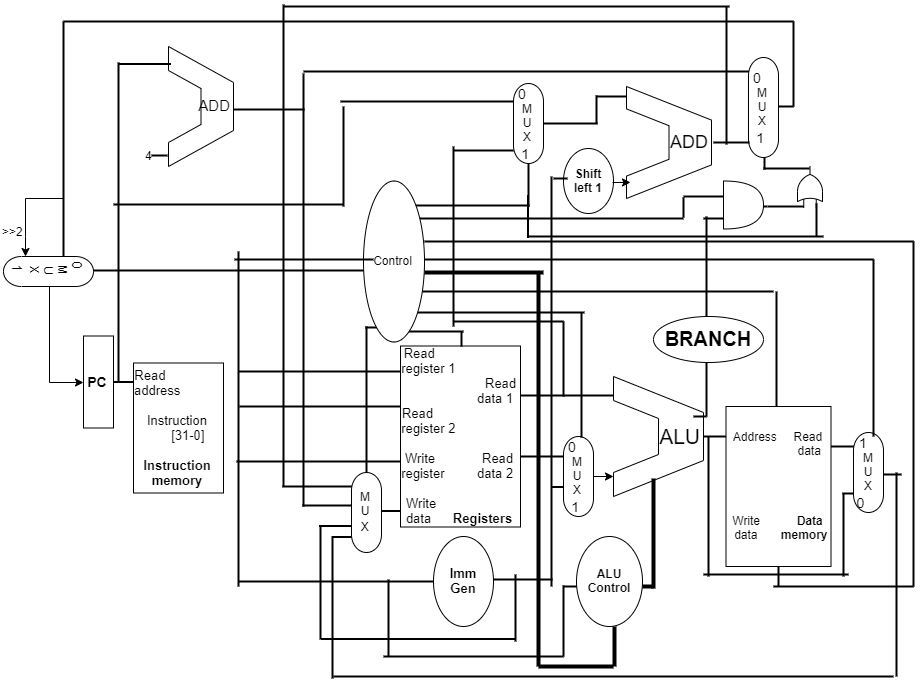 0
M
U
X
1
ADD
4
0
M
U
X
1
ADD
Shift
left 1
>>2
0
M
U
X
1
Control
BRANCH
PC
Read
address
Instruction
[31-0]
Instruction
memory
Read
register 1
Read
data 1
Read
register 2
Write
register
Read
data 2
Write
data
Registers
M
U
X
0
M
U
X
1
ALU
Address
Read
data
Write
data
Data
memory
1
M
U
X
0
Imm
Gen
ALU
Control